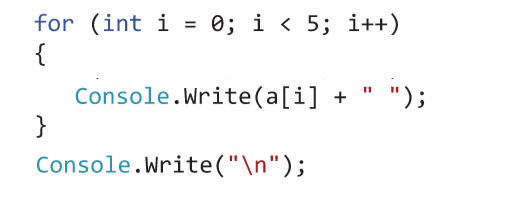 for (int i = 0; i < 5; i++)
{
Console.Write(a[i] + " ");
}
Console.Write("\n");